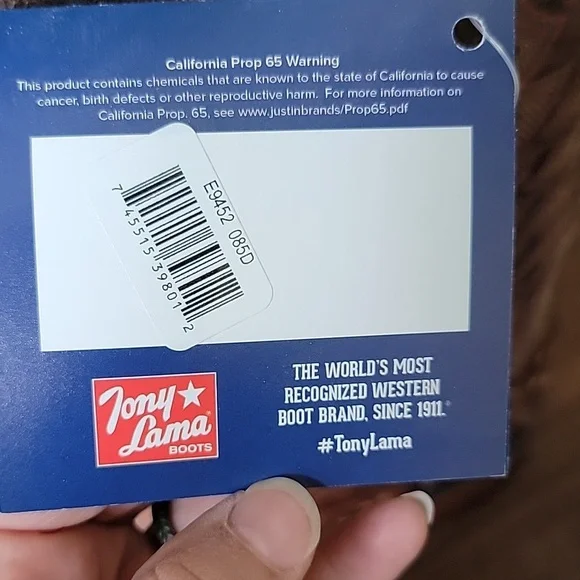 California Prop 65 Warning
This product contains chemicals that are known to the state of California to cause
cancer, birth defects or other reproductive harm. For more information on
California Prop. 65, see www.justinbrands/Prop65.pdf
E9452 085D
7 45515 39801 2
Tony
Lama®
BOOTS
THE WORLD'S MOST
RECOGNIZED WESTERN
BOOT BRAND, SINCE 1911.®
#TonyLama